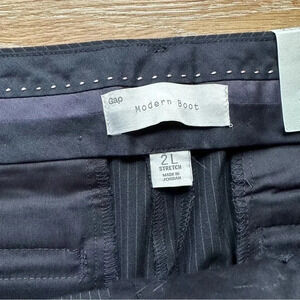 Gap
Modern Boot
2L
STRETCH
MADE IN
JORDAN